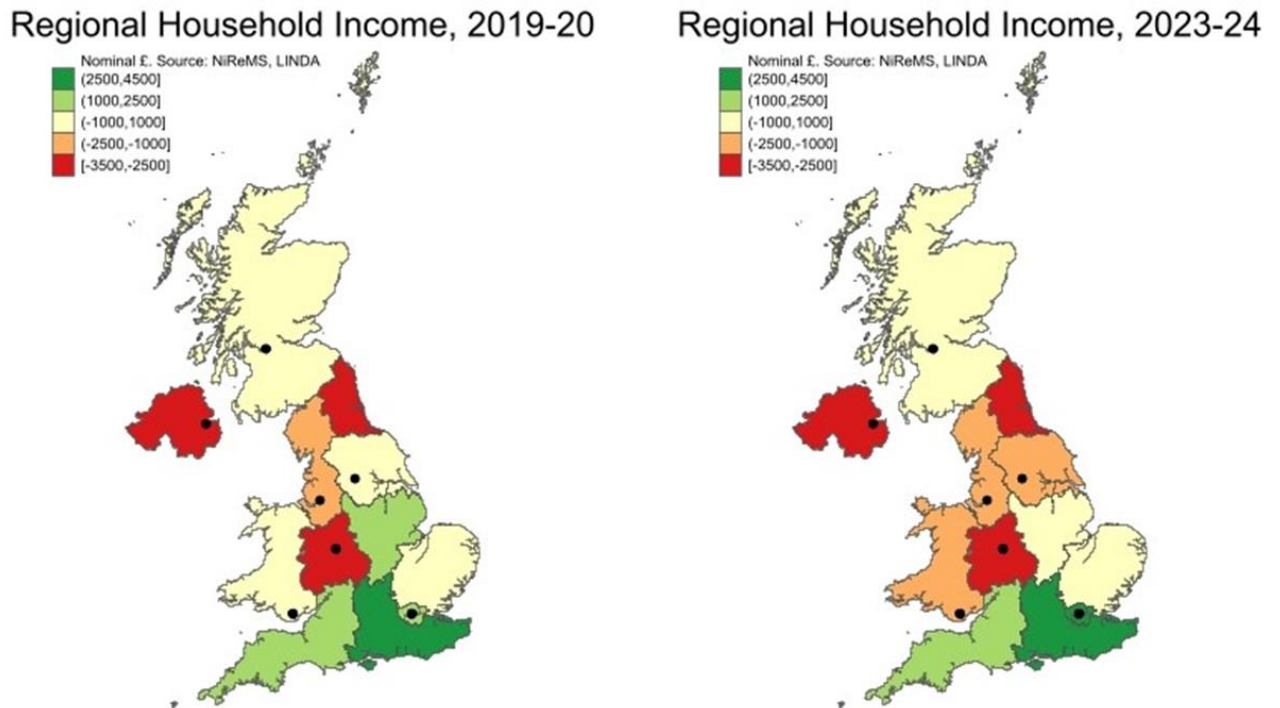 Regional Household Income, 2019-20
Nominal £. Source: NiReMS, LINDA
(2500,4500]
(1000,2500]
(-1000,1000]
(-2500,-1000]
[-3500,-2500]
Regional Household Income, 2023-24
Nominal £. Source: NiReMS, LINDA
(2500,4500]
(1000,2500]
(-1000,1000]
(-2500,-1000]
[-3500,-2500]